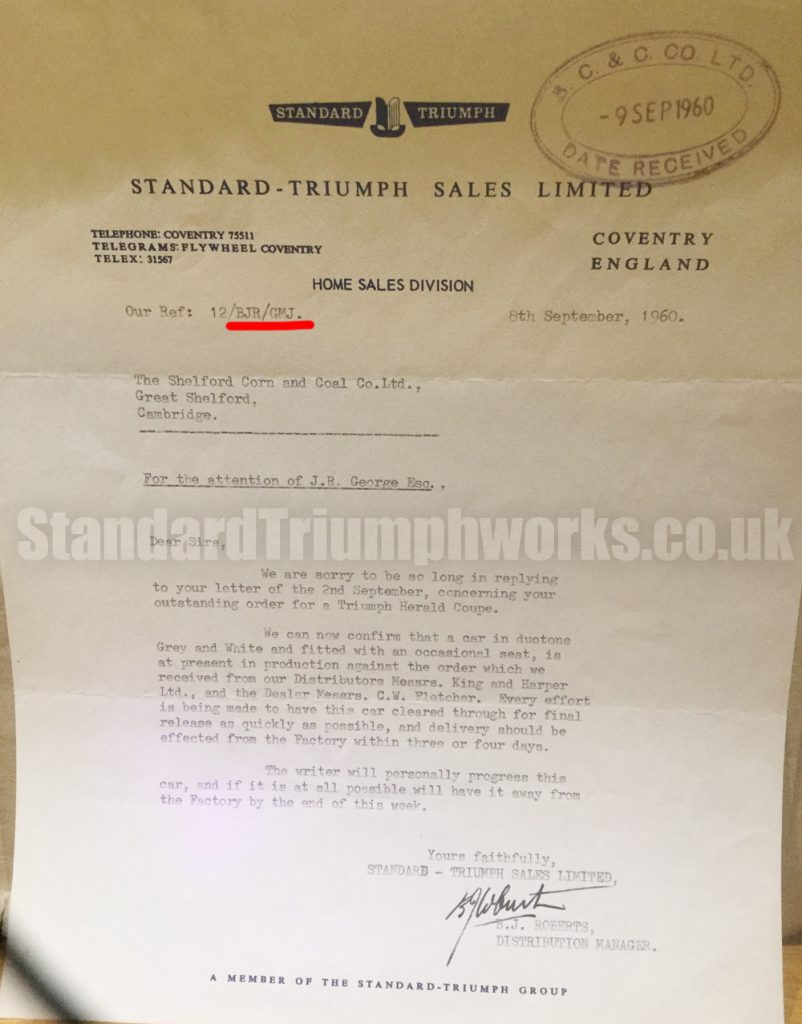 S. C. & C. CO. LTD.
-9 SEP 1960
DATE RECEIVED
STANDARD TRIUMPH
STANDARD-TRIUMPH SALES LIMITED
TELEPHONE: COVENTRY 75511
TELEGRAMS: FLYWHEEL COVENTRY
TELEX: 31567
COVENTRY
ENGLAND
HOME SALES DIVISION
Our Ref: 12/BJR/GMJ.
8th September, 1960.
The Shelford Corn and Coal Co.Ltd.,
Great Shelford,
Cambridge.
For the attention of J.R. George Esq.,
StandardTriumphworks.co.uk
Dear Sirs,
We are sorry to be so long in replying
to your letter of the 2nd September, concerning your
outstanding order for a Triumph Herald Coupe.
We can now confirm that a car in duotone
Grey and White and fitted with an occasional seat, is
at present in production against the order which we
received from our Distributors Messrs. King and Harper
Ltd., and the Dealer Messrs. C.W. Fletcher. Every effort
is being made to have this car cleared through for final
release as quickly as possible, and delivery should be
effected from the Factory within three or four days.
The writer will personally progress this
car, and if it is at all possible will have it away from
the Factory by the end of this week.
Yours faithfully,
STANDARD - TRIUMPH SALES LIMITED,
B.J. ROBERTS,
DISTRIBUTION MANAGER.
A MEMBER OF THE STANDARD-TRIUMPH GROUP